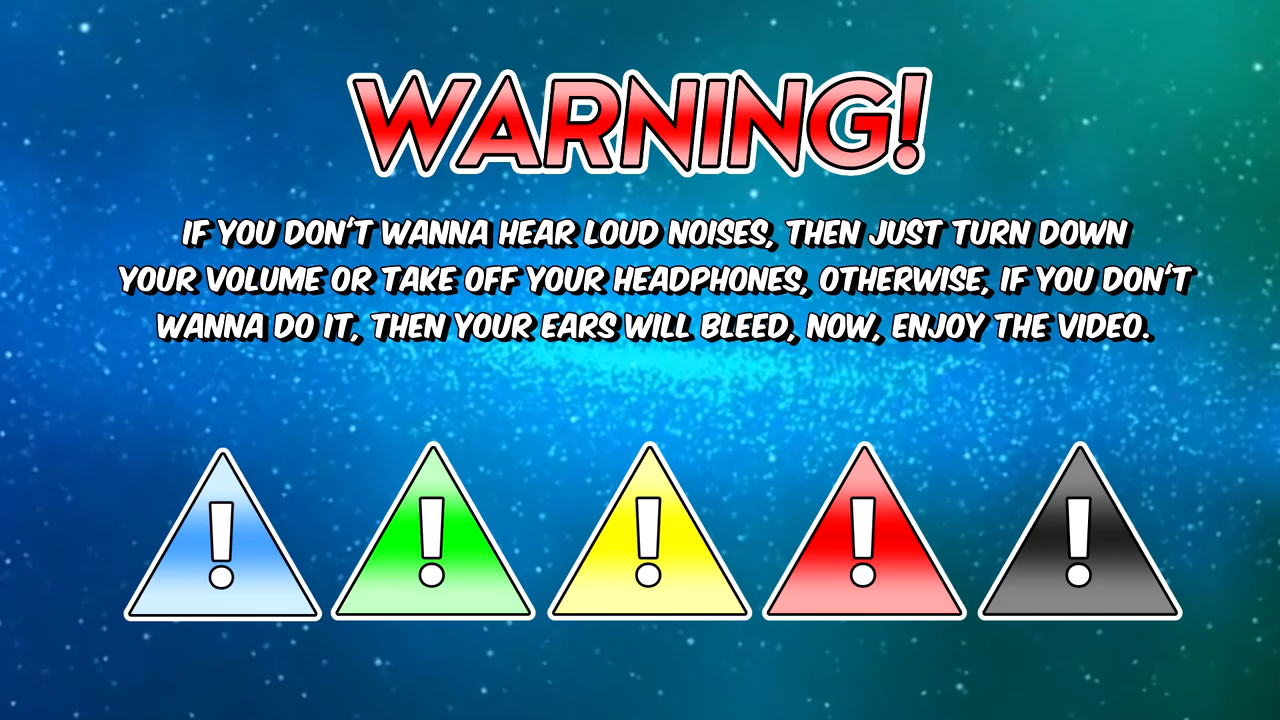 WARNING!
IF YOU DON'T WANNA HEAR LOUD NOISES, THEN JUST TURN DOWN
YOUR VOLUME OR TAKE OFF YOUR HEADPHONES, OTHERWISE, IF YOU DON'T
WANNA DO IT, THEN YOUR EARS WILL BLEED, NOW, ENJOY THE VIDEO.
! ! ! ! !